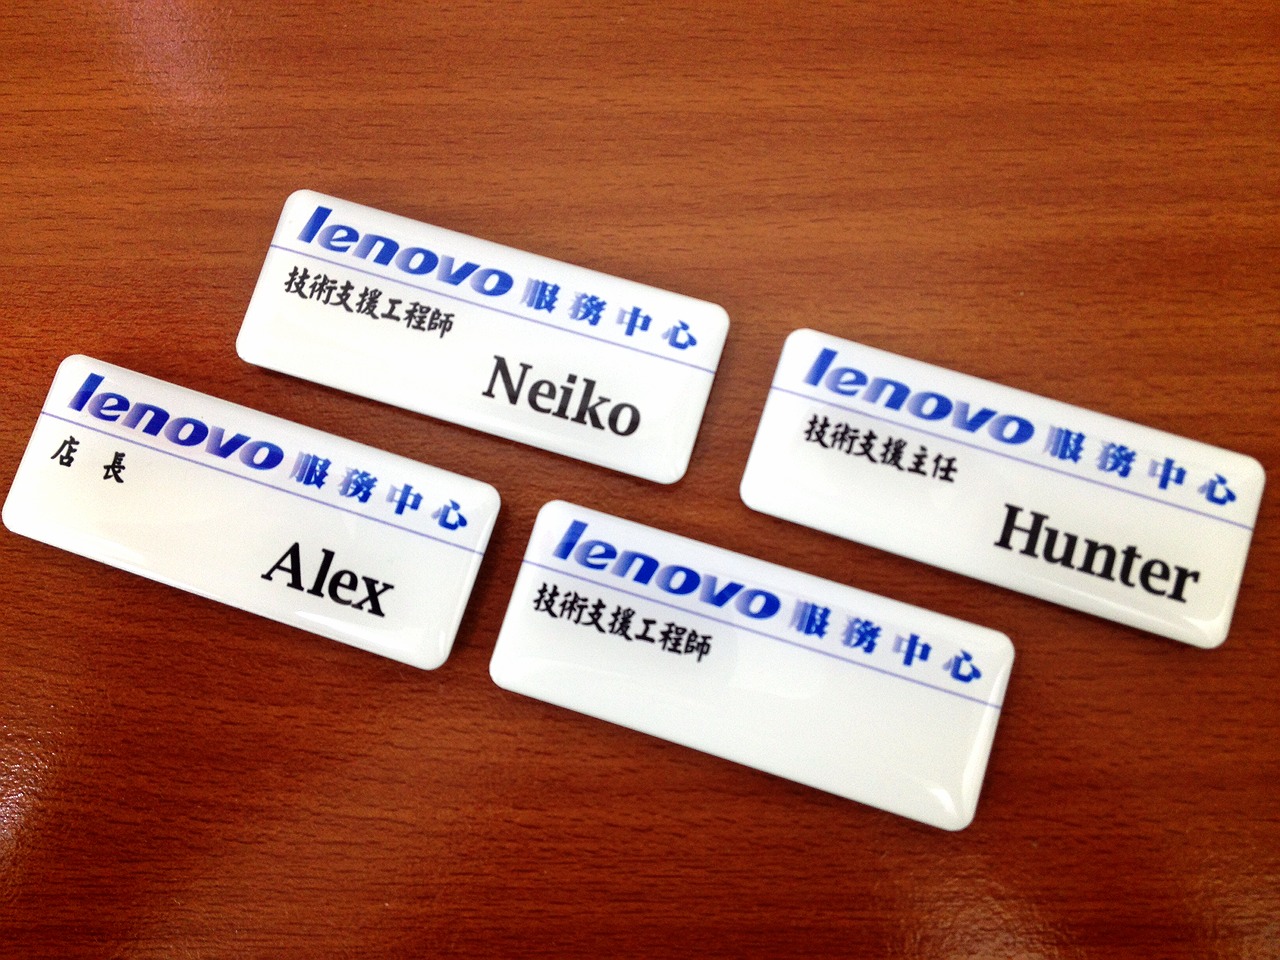 lenovo 服務中心
技術支援工程師
Neiko
lenovo 服務中心
技術支援主任
Hunter
lenovo 服務中心
店 長
Alex
lenovo 服務中心
技術支援工程師